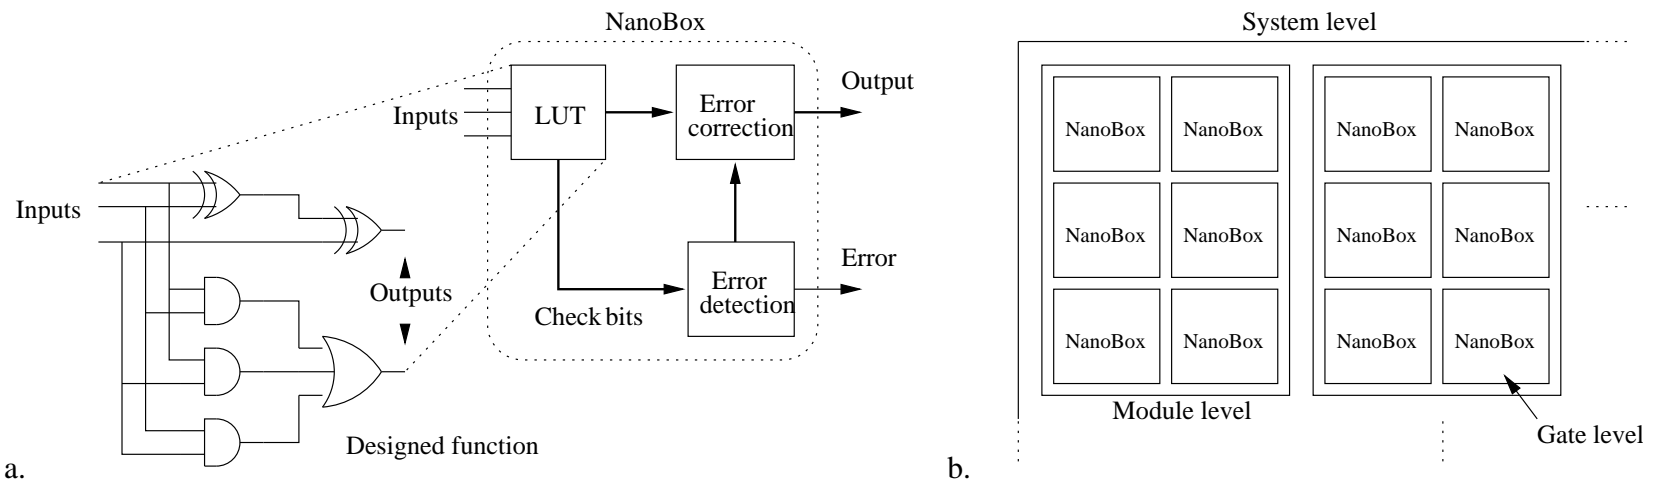 NanoBox
Inputs
LUT
Error
correction
Output
Error
detection
Error
Check bits
Inputs
Outputs
Designed function
a.
System level
NanoBox
NanoBox
NanoBox
NanoBox
NanoBox
NanoBox
NanoBox
NanoBox
NanoBox
NanoBox
NanoBox
NanoBox
Module level
Gate level
b.